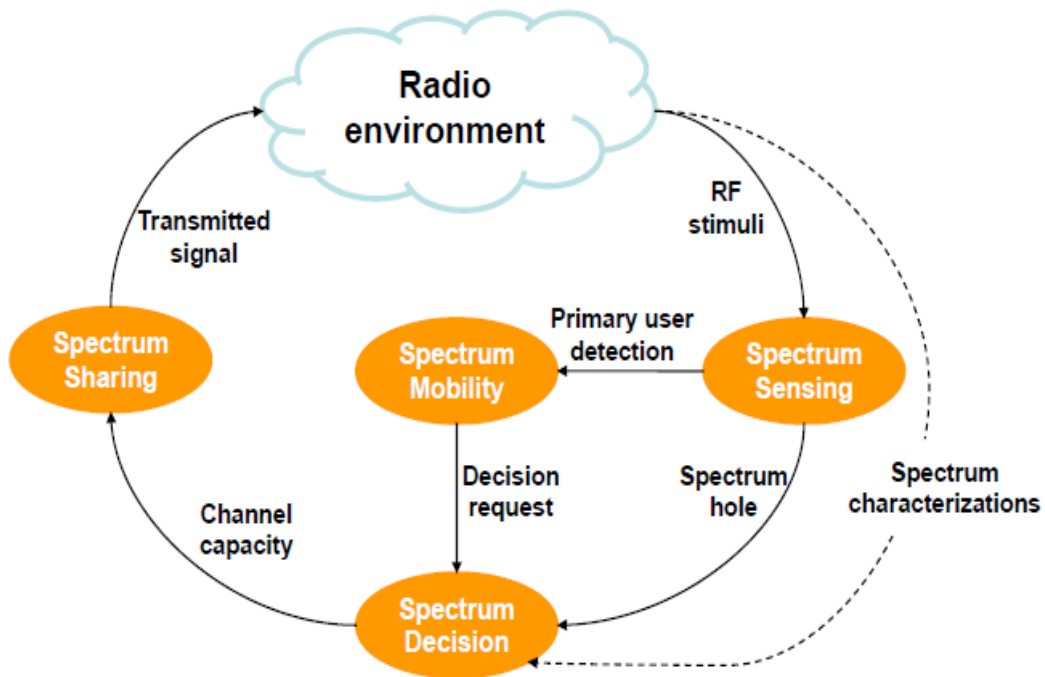 Radio
environment
RF
stimuli
Transmitted
signal
Primary user
detection
Spectrum
Sharing
Spectrum
Mobility
Spectrum
Sensing
Decision
request
Spectrum
hole
Spectrum
characterizations
Channel
capacity
Spectrum
Decision